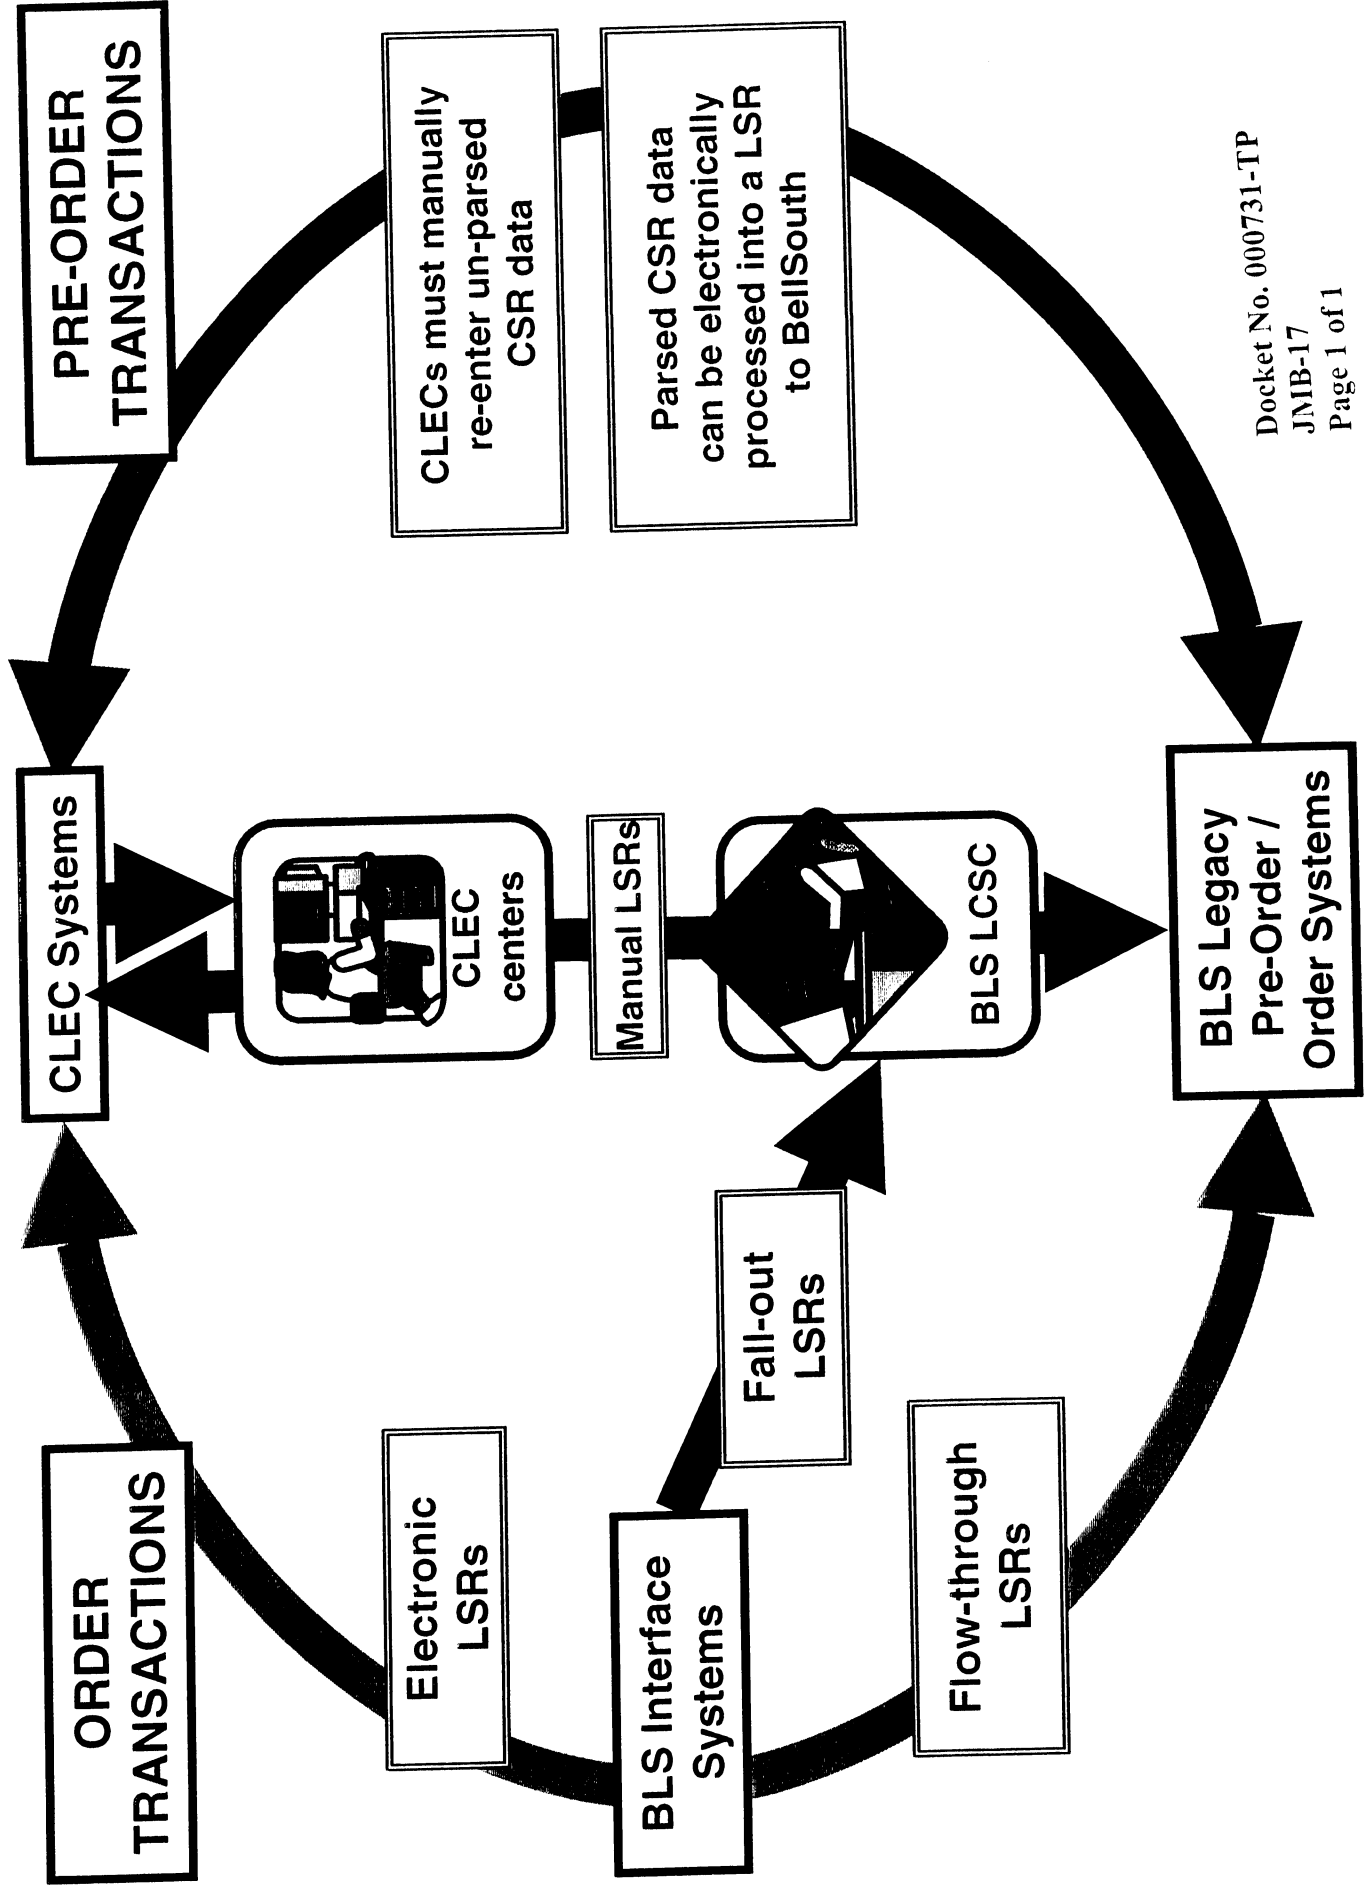 ORDER
TRANSACTIONS
PRE-ORDER
TRANSACTIONS
CLEC Systems
Electronic
LSRs
CLEC
centers
CLECs must manually
re-enter un-parsed
CSR data
BLS Interface
Systems
Manual LSRs
Parsed CSR data
can be electronically
processed into a LSR
to BellSouth
Fall-out
LSRs
Flow-through
LSRs
BLS LCSC
BLS Legacy
Pre-Order /
Order Systems
Docket No. 000731-TP
JMB-17
Page 1 of 1